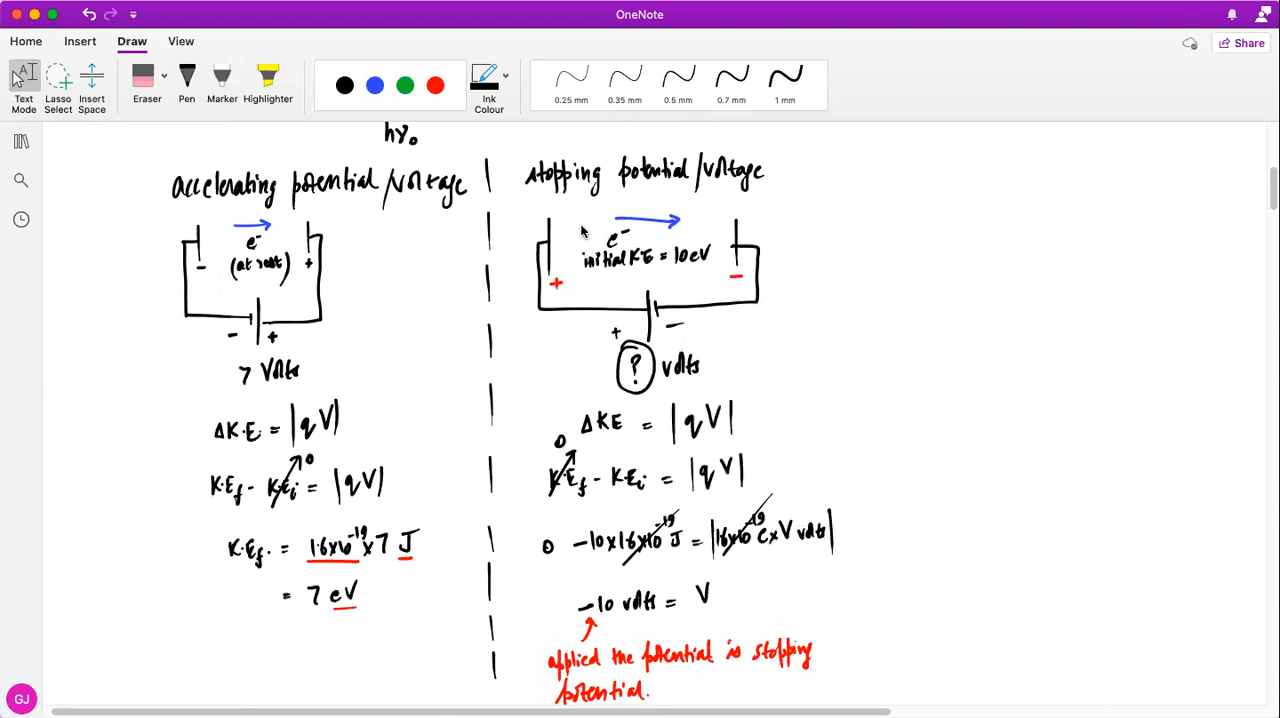 OneNote
Home Insert Draw View
Share
Text Mode
Lasso Select
Insert Space
Eraser
Pen
Marker
Highlighter
Ink Colour
0.25 mm 0.35 mm 0.5 mm 0.7 mm 1 mm
hγ₀
accelerating potential/voltage
e⁻
(at rest)
- +
- +
7 Volts
ΔK.E. = |qV|
K.E_f - K.E_i = |qV|
0
K.E_f. = 1.6×10⁻¹⁹×7 J
= 7 eV
stopping potential/voltage
e⁻
initial KE = 10eV
+ -
+ -
? volts
ΔKE = |qV|
0
K.E_f - K.E_i = |qV|
0 -10×1.6×10⁻¹⁹ J = |1.6×10⁻¹⁹ C×V volts|
-10 volts = V
applied the potential is stopping
potential.
GJ